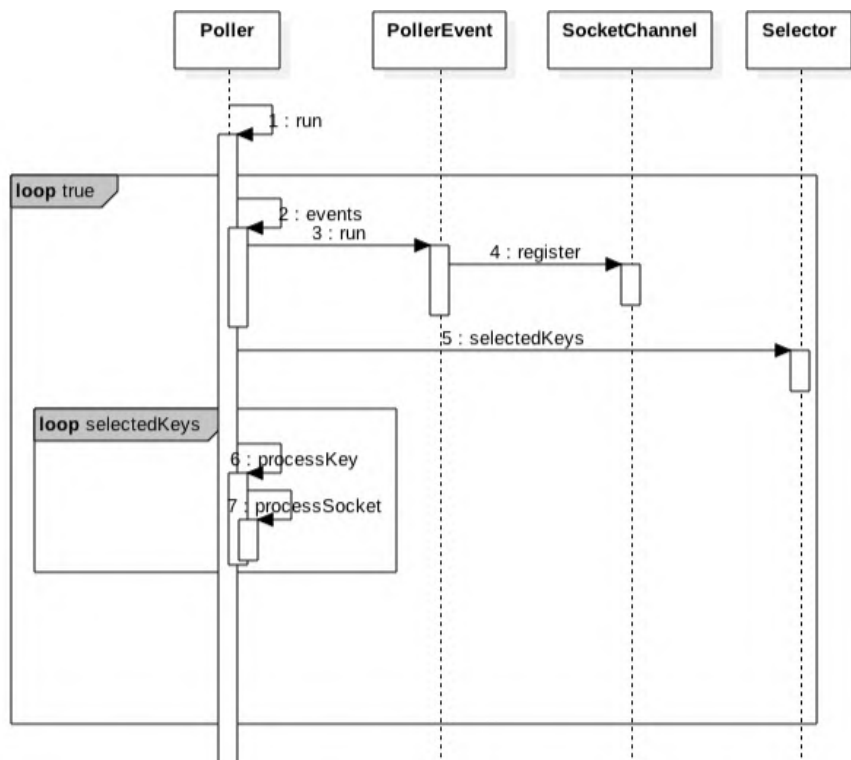 Poller
PollerEvent
SocketChannel
Selector
1 : run
loop true
2 : events
3 : run
4 : register
5 : selectedKeys
loop selectedKeys
6 : processKey
7 : processSocket